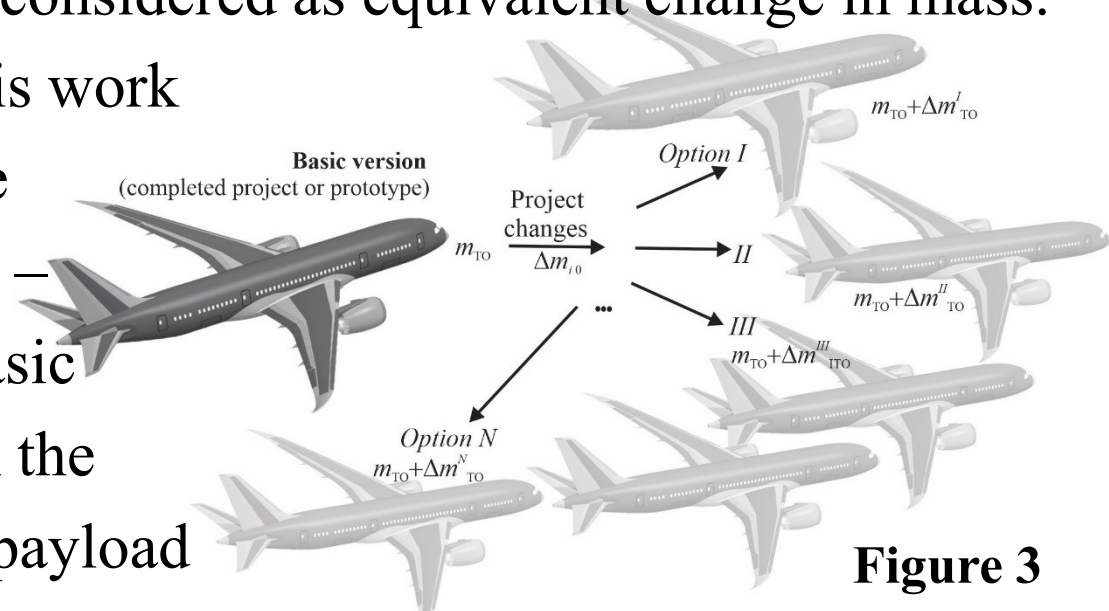 considered as equivalent change in mass.
is work
e
–
asic
the
payload
Basic version
(completed project or prototype)
m_TO
Project
changes
Δm_i0
Option I
m_TO+Δm^I_TO
II
m_TO+Δm^II_TO
...
III
m_TO+Δm^III_ITO
Option N
m_TO+Δm^N_TO
Figure 3